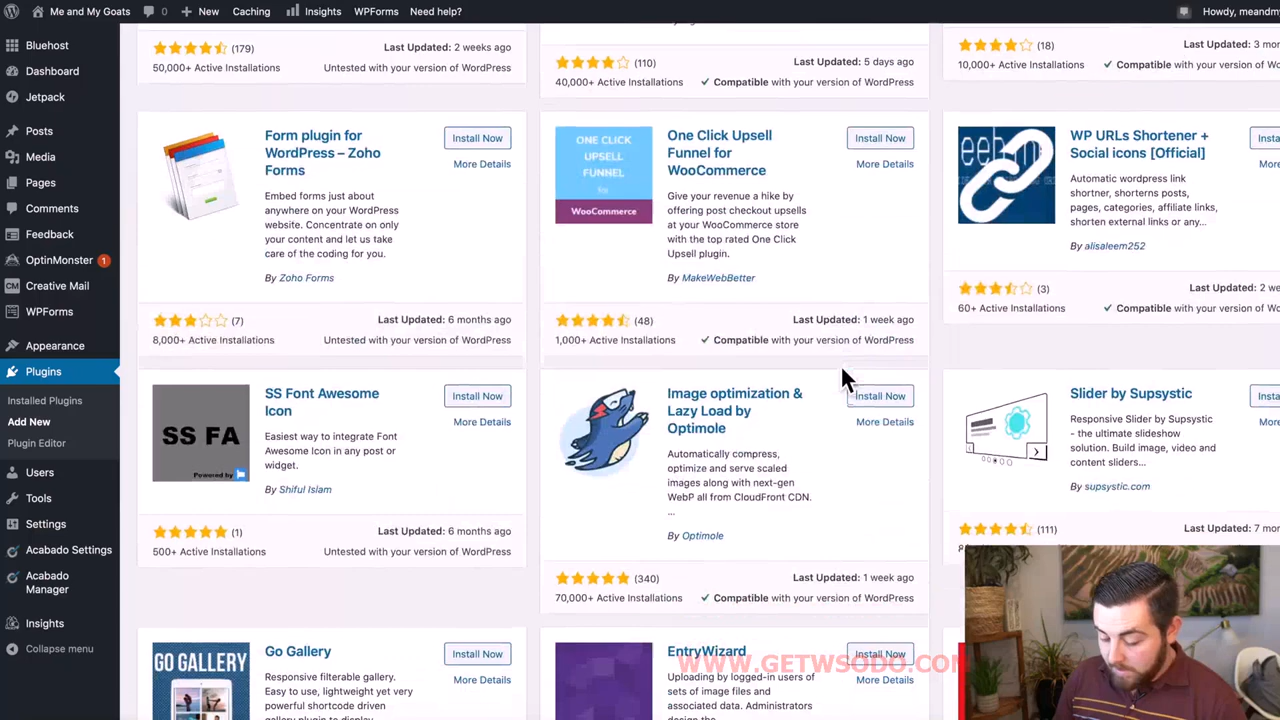 Me and My Goats
0
New
Caching
Insights
WPForms
Need help?
Howdy, meandmy
Bluehost
Dashboard
Jetpack
Posts
Media
Pages
Comments
Feedback
OptinMonster
1
Creative Mail
WPForms
Appearance
Plugins
Installed Plugins
Add New
Plugin Editor
Users
Tools
Settings
Acabado Settings
Acabado
Manager
Insights
Collapse menu
(179)
Last Updated: 2 weeks ago
50,000+ Active Installations
Untested with your version of WordPress
(110)
Last Updated: 5 days ago
40,000+ Active Installations
Compatible with your version of WordPress
(18)
Last Updated: 3 mon
10,000+ Active Installations
Compatible with your version of
Form plugin for
WordPress – Zoho
Forms
Install Now
More Details
Embed forms just about
anywhere on your WordPress
website. Concentrate on only
your content and let us take
care of the coding for you.
By Zoho Forms
(7)
Last Updated: 6 months ago
8,000+ Active Installations
Untested with your version of WordPress
ONE CLICK
UPSELL
FUNNEL
for
WooCommerce
One Click Upsell
Funnel for
WooCommerce
Install Now
More Details
Give your revenue a hike by
offering post checkout upsells
at your WooCommerce store
with the top rated One Click
Upsell plugin.
By MakeWebBetter
(48)
Last Updated: 1 week ago
1,000+ Active Installations
Compatible with your version of WordPress
WP URLs Shortener +
Social icons [Official]
Insta
More
Automatic wordpress link
shortner, shorterns posts,
pages, categories, affiliate links,
shorten external links or any...
By alisaleem252
(3)
Last Updated: 2 we
60+ Active Installations
Compatible with your version of
SS FA
Powered by
SS Font Awesome
Icon
Install Now
More Details
Easiest way to integrate Font
Awesome Icon in any post or
widget.
By Shiful Islam
(1)
Last Updated: 6 months ago
500+ Active Installations
Untested with your version of WordPress
Image optimization &
Lazy Load by
Optimole
Install Now
More Details
Automatically compress,
optimize and serve scaled
images along with next-gen
WebP all from CloudFront CDN.
...
By Optimole
(340)
Last Updated: 1 week ago
70,000+ Active Installations
Compatible with your version of WordPress
Slider by Supsystic
Insta
More
Responsive Slider by Supsystic
- the ultimate slideshow
solution. Build image, video and
content sliders...
By supsystic.com
(111)
Last Updated: 7 mor
GO GALLERY
Go Gallery
Install Now
More Details
Responsive filterable gallery.
Easy to use, lightweight yet very
powerful shortcode driven
gallery plugin to display
EntryWizard
Install Now
More Details
Uploading by logged-in users of
sets of image files and
associated data. Administrators
design the
WWW.GETWSODO.COM